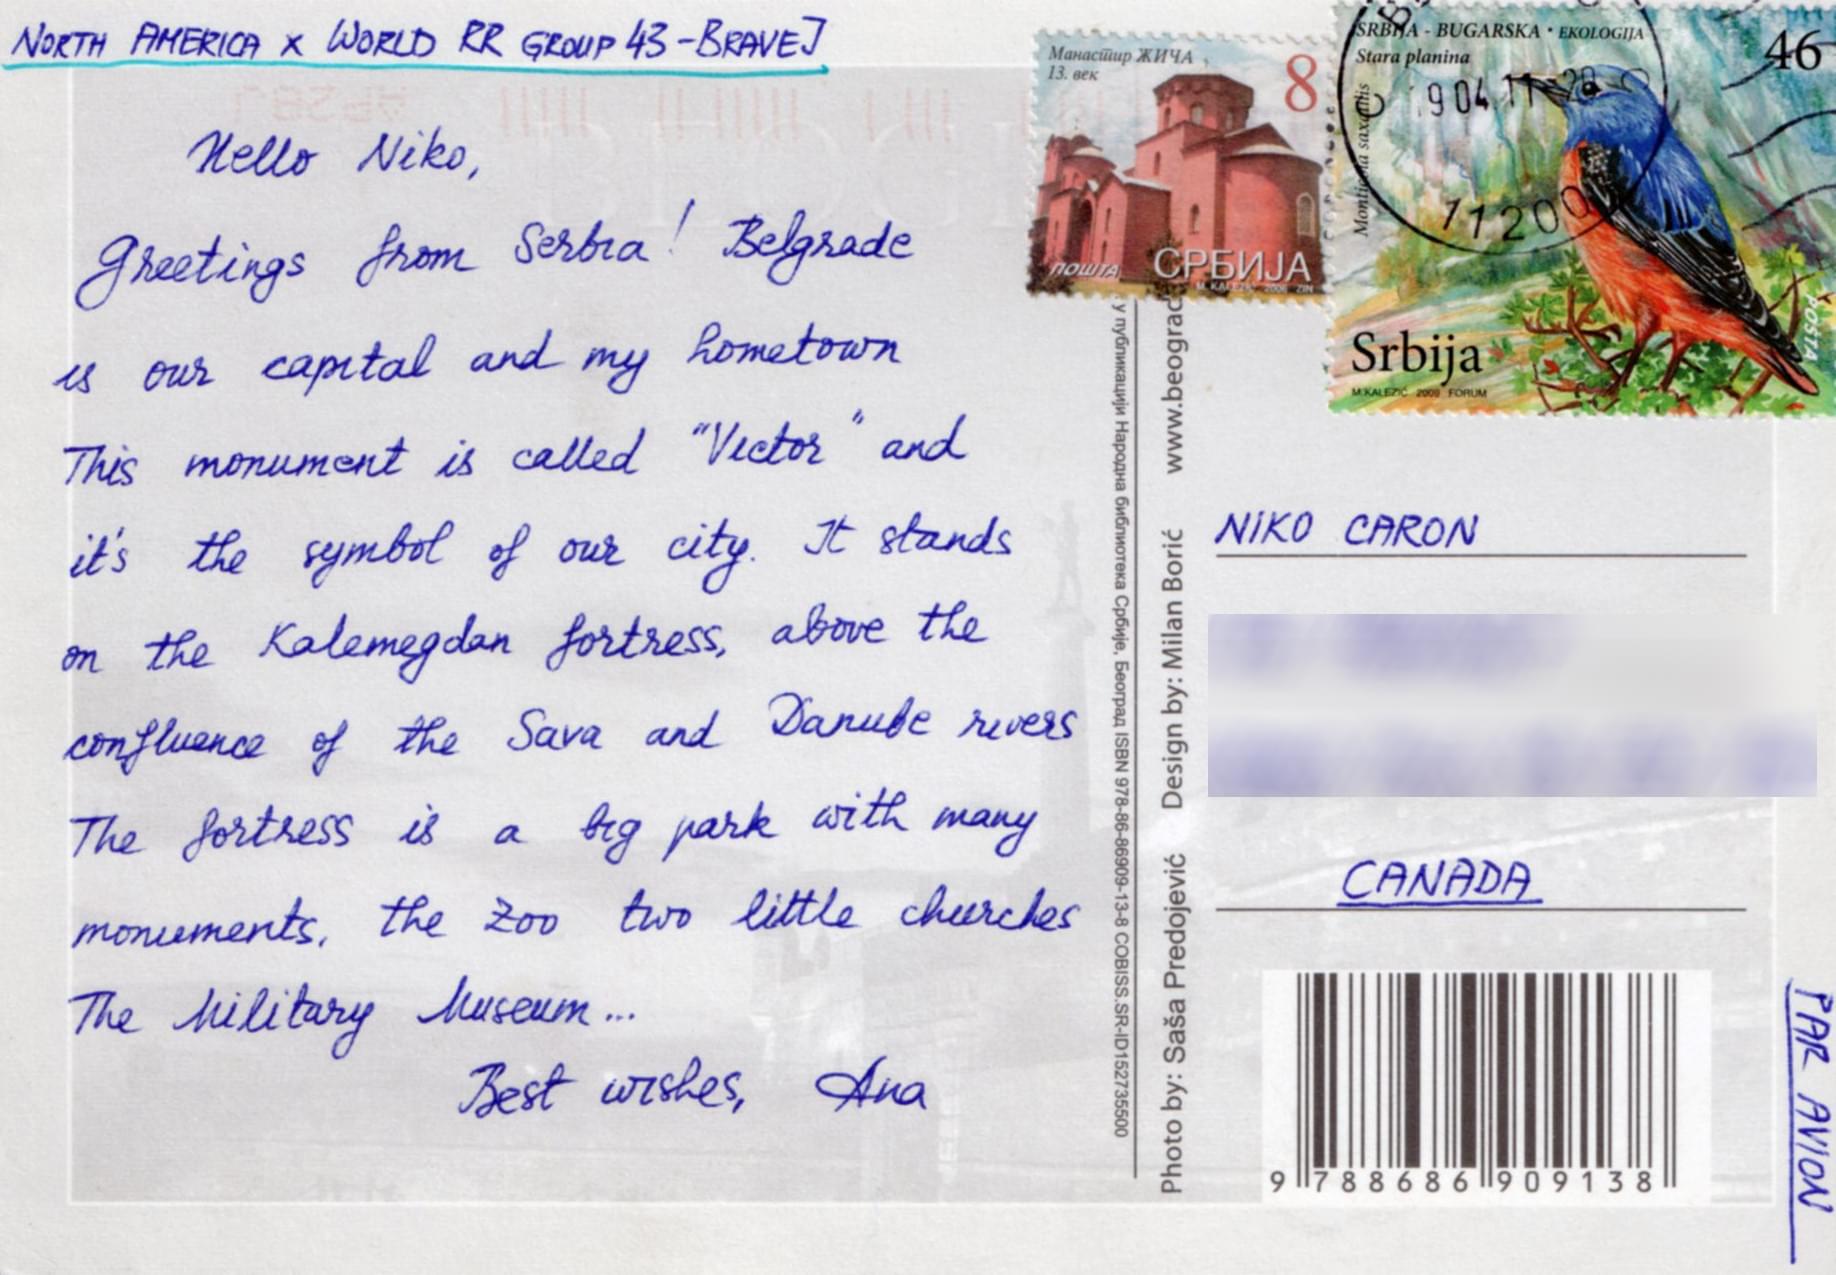 NORTH AMERICA x WORLD RR GROUP 43 - BRAVEJ
Hello Niko,
Greetings from Serbia! Belgrade
is our capital and my hometown
This monument is called "Victor" and
it's the symbol of our city. It stands
on the Kalemegdan fortress, above the
confluence of the Sava and Danube rivers
The fortress is a big park with many
monuments, the Zoo two little churches
The Military Museum...
Best wishes, Ana
Манастир ЖИЧА
13. век
8
ПОШТА
СРБИЈА
M. KALEZIĆ 2006 ZIN
SRBIJA - BUGARSKA • EKOLOGIJA
Stara planina
46
Monticola saxatilis
Srbija
POSTA
M.KALEZIĆ 2009 FORUM
19 04 11-20
11200
у публикацији Народна библиотека Србије, Београд ISBN 978-86-86909-13-8 COBISS.SR-ID152735500
Photo by: Saša Predojević Design by: Milan Borić www.beograd
NIKO CARON
CANADA
9 788686 909138
PAR AVION